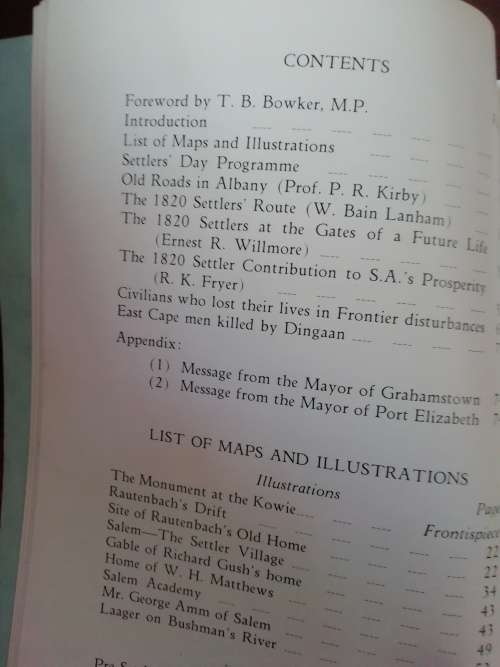 CONTENTS
Foreword by T. B. Bowker, M.P.
Introduction
List of Maps and Illustrations
Settlers' Day Programme
Old Roads in Albany (Prof. P. R. Kirby)
The 1820 Settlers' Route (W. Bain Lanham)
The 1820 Settlers at the Gates of a Future Life
(Ernest R. Willmore)
The 1820 Settler Contribution to S.A.'s Prosperity
(R. K. Fryer)
Civilians who lost their lives in Frontier disturbances
East Cape men killed by Dingaan
Appendix:
(1) Message from the Mayor of Grahamstown
(2) Message from the Mayor of Port Elizabeth
LIST OF MAPS AND ILLUSTRATIONS
Illustrations
Page
The Monument at the Kowie Frontispiece
Rautenbach's Drift 22
Site of Rautenbach's Old Home 22
Salem—The Settler Village 34
Gable of Richard Gush's home 43
Home of W. H. Matthews 43
Salem Academy 49
Mr. George Amm of Salem
Laager on Bushman's River